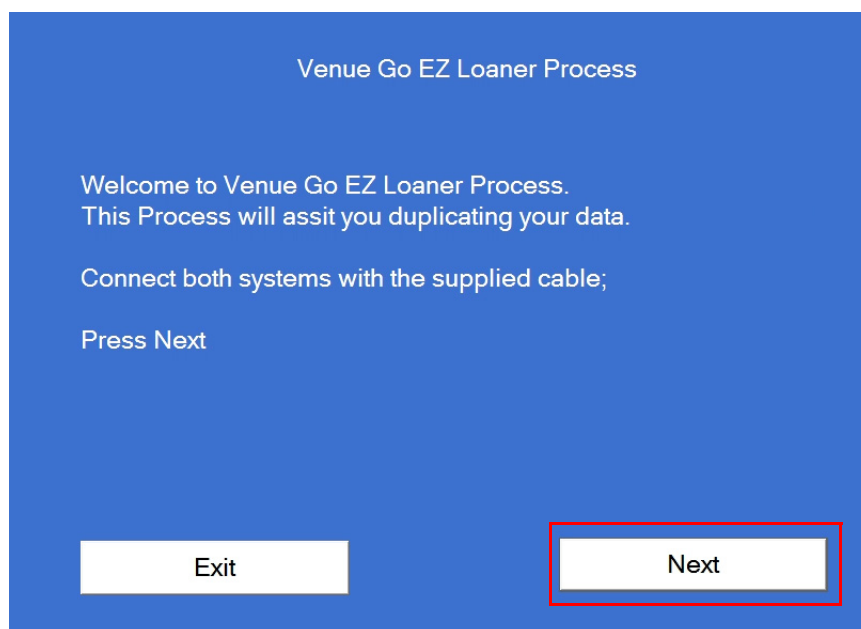 Venue Go EZ Loaner Process
Welcome to Venue Go EZ Loaner Process.
This Process will assit you duplicating your data.
Connect both systems with the supplied cable;
Press Next
Exit
Next